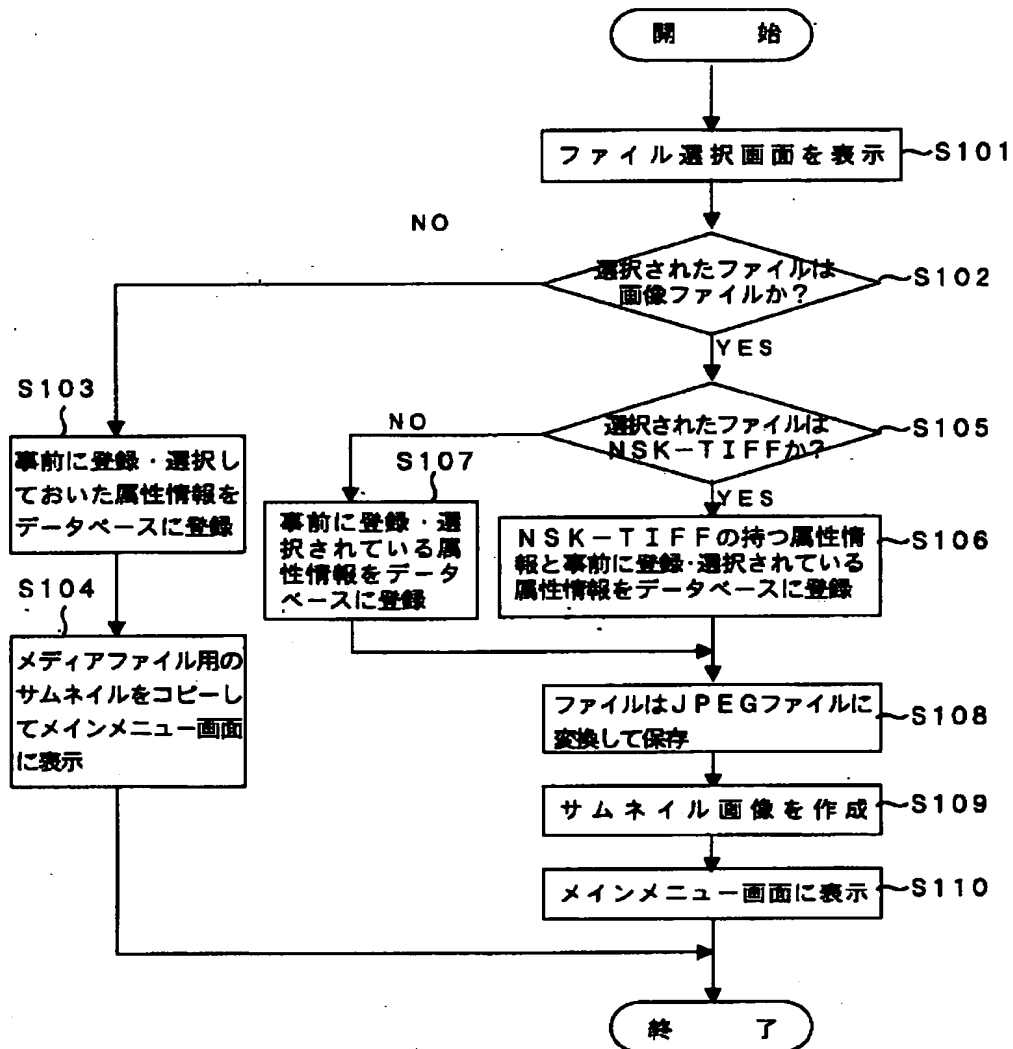 開 始
ファイル選択画面を表示
S101
NO
選択されたファイルは
画像ファイルか?
S102
YES
S103
事前に登録・選択し
ておいた属性情報を
データベースに登録
選択されたファイルは
NSK-TIFFか?
S105
NO
YES
S107
事前に登録・選
択されている属
性情報をデータ
ベースに登録
NSK-TIFFの持つ属性情
報と事前に登録・選択されている
属性情報をデータベースに登録
S106
S104
メディアファイル用の
サムネイルをコピーし
てメインメニュー画面
に表示
ファイルはJPEGファイルに
変換して保存
S108
サムネイル画像を作成
S109
メインメニュー画面に表示
S110
終 了